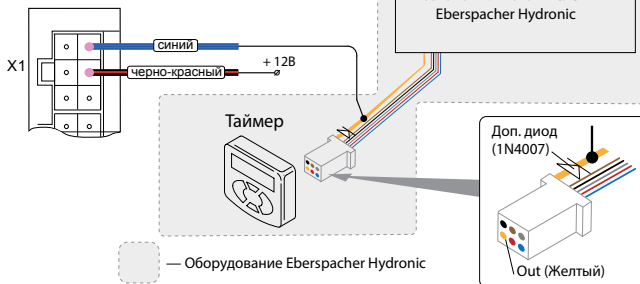 Eberspacher Hydronic
X1
синий
черно-красный
+ 12В
Таймер
Доп. диод
(1N4007)
Out (Желтый)
— Оборудование Eberspacher Hydronic